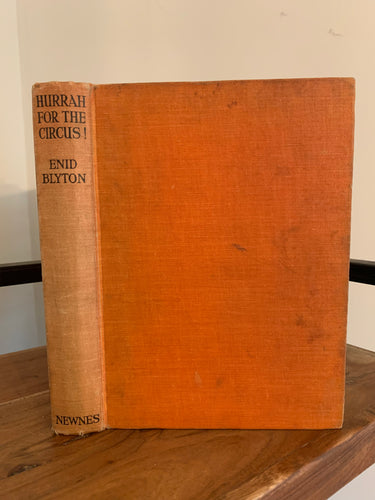 HURRAH
FOR THE
CIRCUS!
ENID
BLYTON
NEWNES